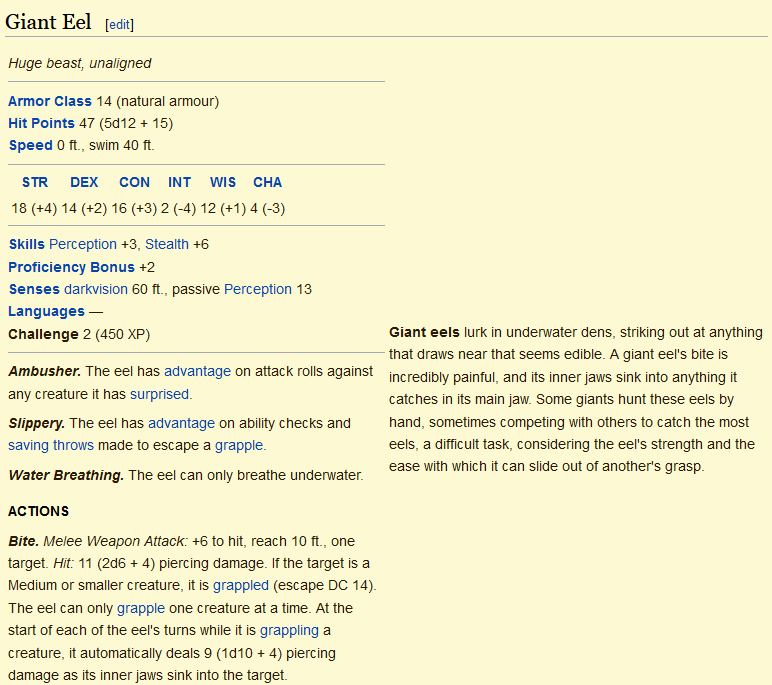 Giant Eel [edit]
Huge beast, unaligned
Armor Class 14 (natural armour)
Hit Points 47 (5d12 + 15)
Speed 0 ft., swim 40 ft.
STR DEX CON INT WIS CHA
18 (+4) 14 (+2) 16 (+3) 2 (-4) 12 (+1) 4 (-3)
Skills Perception +3, Stealth +6
Proficiency Bonus +2
Senses darkvision 60 ft., passive Perception 13
Languages —
Challenge 2 (450 XP)
Ambusher. The eel has advantage on attack rolls against
any creature it has surprised.
Slippery. The eel has advantage on ability checks and
saving throws made to escape a grapple.
Water Breathing. The eel can only breathe underwater.
ACTIONS
Bite. Melee Weapon Attack: +6 to hit, reach 10 ft., one
target. Hit: 11 (2d6 + 4) piercing damage. If the target is a
Medium or smaller creature, it is grappled (escape DC 14).
The eel can only grapple one creature at a time. At the
start of each of the eel's turns while it is grappling a
creature, it automatically deals 9 (1d10 + 4) piercing
damage as its inner jaws sink into the target.
Giant eels lurk in underwater dens, striking out at anything
that draws near that seems edible. A giant eel's bite is
incredibly painful, and its inner jaws sink into anything it
catches in its main jaw. Some giants hunt these eels by
hand, sometimes competing with others to catch the most
eels, a difficult task, considering the eel's strength and the
ease with which it can slide out of another's grasp.